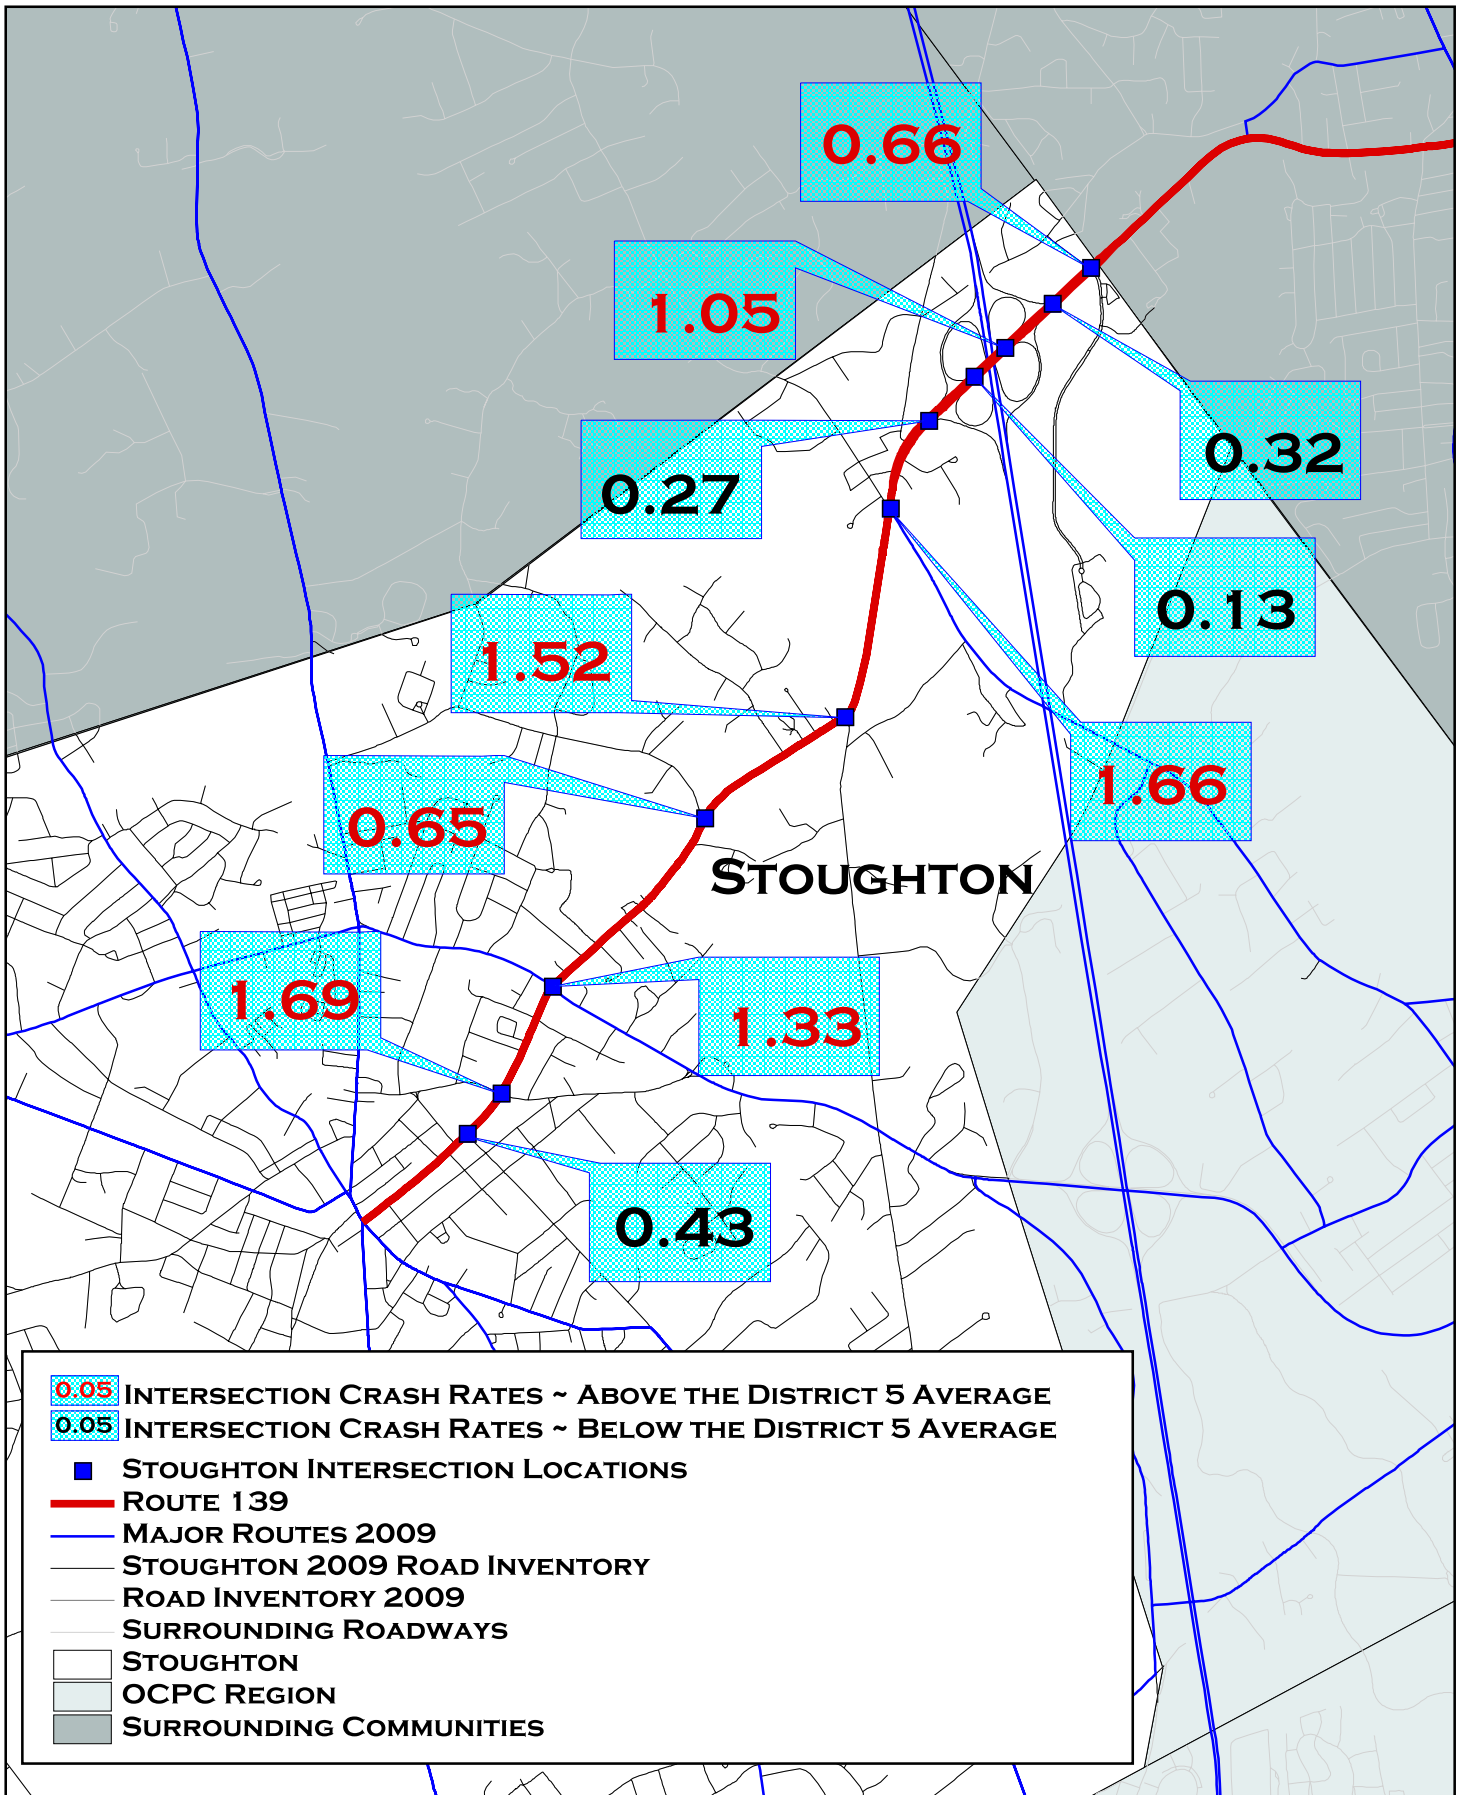 0.66
1.05
0.32
0.27
0.13
1.52
1.66
0.65
STOUGHTON
1.69
1.33
0.43
0.05 INTERSECTION CRASH RATES ~ ABOVE THE DISTRICT 5 AVERAGE
0.05 INTERSECTION CRASH RATES ~ BELOW THE DISTRICT 5 AVERAGE
STOUGHTON INTERSECTION LOCATIONS
ROUTE 139
MAJOR ROUTES 2009
STOUGHTON 2009 ROAD INVENTORY
ROAD INVENTORY 2009
SURROUNDING ROADWAYS
STOUGHTON
OCPC REGION
SURROUNDING COMMUNITIES